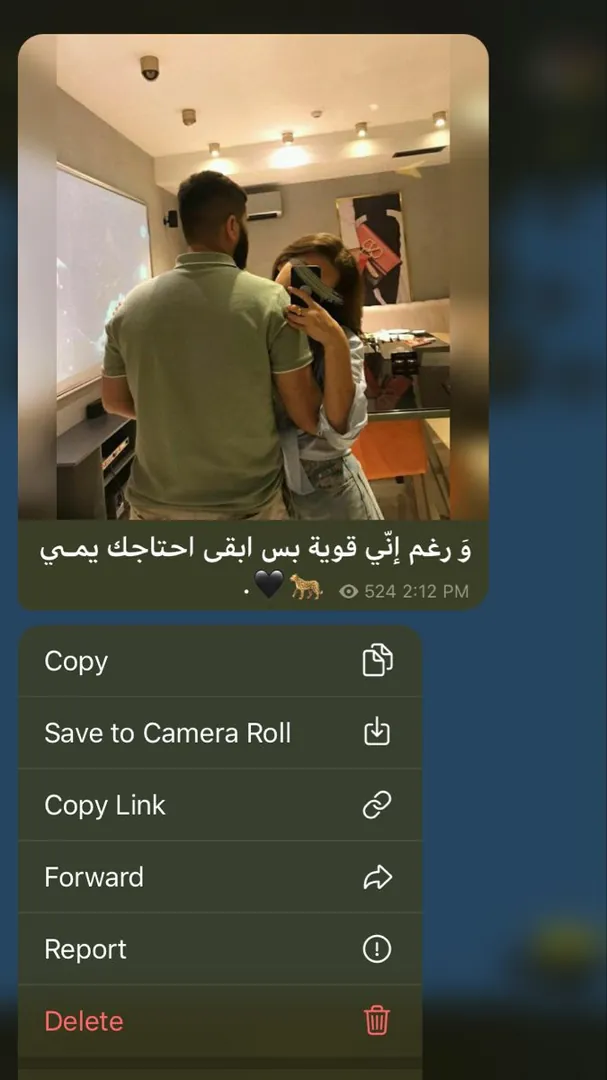 وَ رغم إنّي قوية بس ابقى احتاجك يمـي
🐆🖤. 524 2:12 PM
Copy
Save to Camera Roll
Copy Link
Forward
Report
Delete